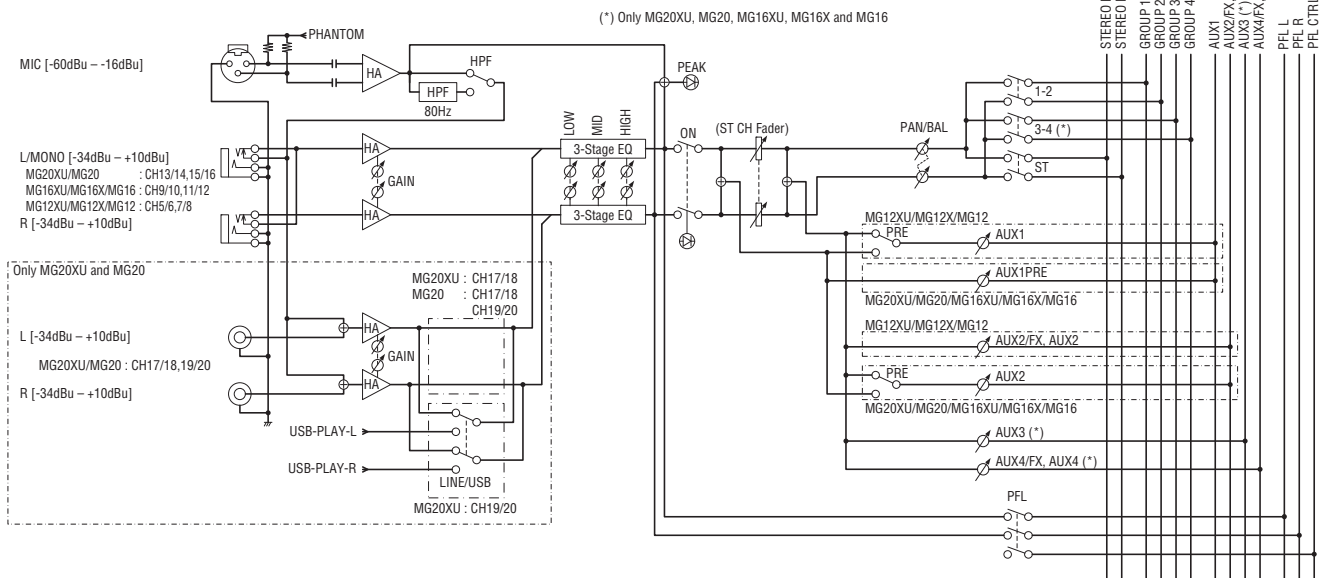 (*) Only MG20XU, MG20, MG16XU, MG16X and MG16
STEREO
STEREO
GROUP 1
GROUP 2
GROUP 3
GROUP 4
AUX1
AUX2/FX,
AUX3 (*)
AUX4/FX,
PFL L
PFL R
PFL CTRL
PHANTOM
MIC [-60dBu – -16dBu]
HA
HPF
HPF
80Hz
PEAK
L/MONO [-34dBu – +10dBu]
MG20XU/MG20 : CH13/14,15/16
MG16XU/MG16X/MG16 : CH9/10,11/12
MG12XU/MG12X/MG12 : CH5/6,7/8
R [-34dBu – +10dBu]
HA
GAIN
HA
LOW
MID
HIGH
3-Stage EQ
3-Stage EQ
ON
(ST CH Fader)
PAN/BAL
1-2
3-4 (*)
ST
MG12XU/MG12X/MG12
PRE
AUX1
AUX1PRE
MG20XU/MG20/MG16XU/MG16X/MG16
MG12XU/MG12X/MG12
AUX2/FX, AUX2
PRE
AUX2
MG20XU/MG20/MG16XU/MG16X/MG16
AUX3 (*)
AUX4/FX, AUX4 (*)
PFL
Only MG20XU and MG20
MG20XU : CH17/18
MG20 : CH17/18
CH19/20
L [-34dBu – +10dBu]
HA
GAIN
MG20XU/MG20 : CH17/18,19/20
R [-34dBu – +10dBu]
HA
USB-PLAY-L
USB-PLAY-R
LINE/USB
MG20XU : CH19/20